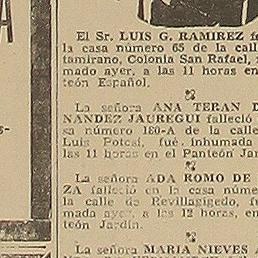 A
El Sr. LUIS G. RAMIREZ f
la casa número 65 de la call
tamirano, Colonia San Rafael,
mado ayer, a las 11 horas en
teón Español.
La señora ANA TERAN D
NANDEZ JAUREGUI falleció
sa número 180-A de la calle
Luis Potosí, fué inhumada
las 11 horas en el Panteón Jar
s-
La señora ADA ROMO DE
ZA falleció en la casa núme
la calle de Revillagigedo, fu
mada ayer, a las 12 horas, en
teón Jardín.
La señora MARIA NIEVES